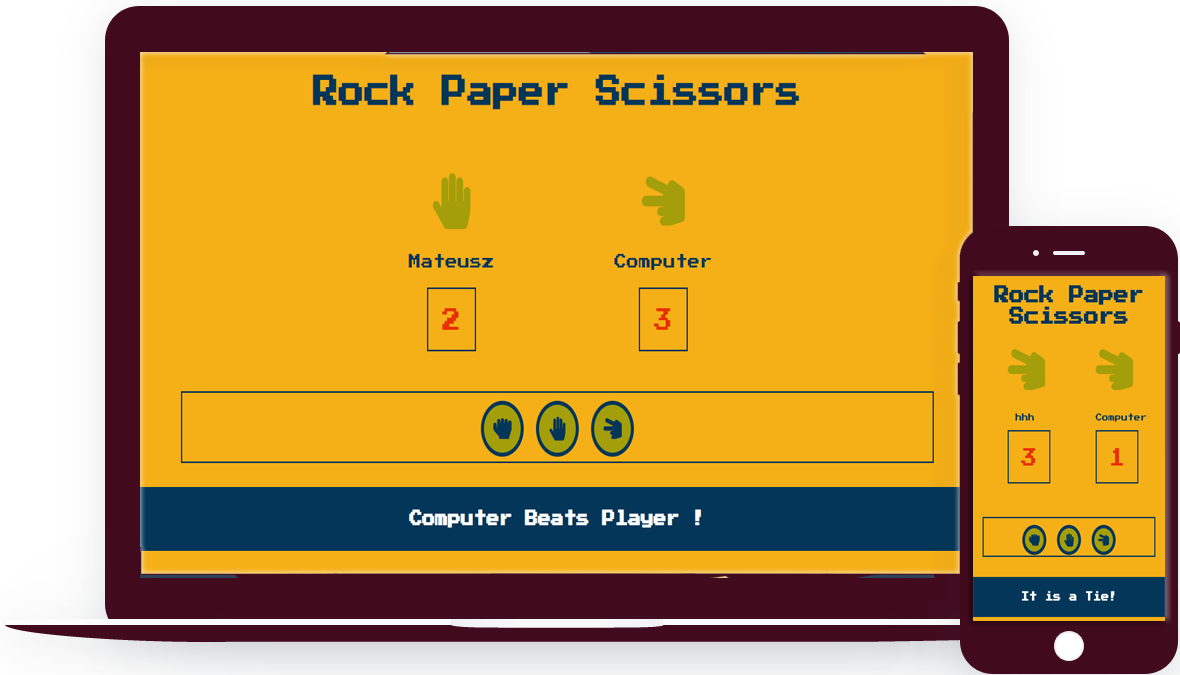 Rock Paper Scissors
Mateusz
Computer
2
3
Computer Beats Player !
Rock Paper
Scissors
hhh
Computer
3
1
It is a Tie!